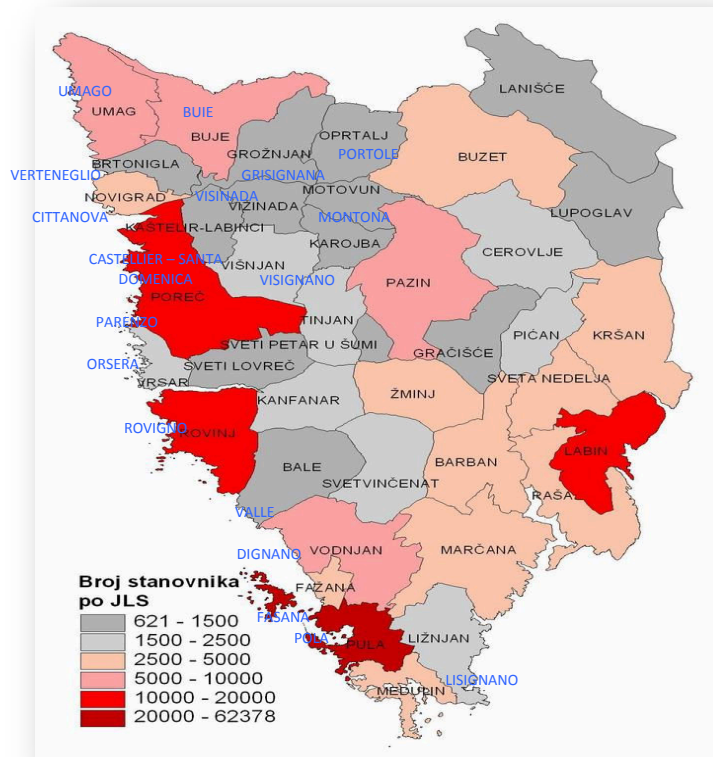 LANIŠĆE
UMAGO
UMAG
BUIE
BUJE
OPRTALJ
GROŽNJAN
PORTOLE
BUZET
BRTONIGLA
VERTENEGLIO
GRISIGNANA
MOTOVUN
NOVIGRAD
VISINADA
VIŽINADA
LUPOGLAV
CITTANOVA
MONTONA
KAŠTELIR-LABINCI
KAROJBA
CEROVLJE
CASTELLIER – SANTA
DOMENICA
VIŠNJAN
VISIGNANO
PAZIN
POREČ
PARENZO
TINJAN
PIĆAN
KRŠAN
SVETI PETAR U ŠUMI
GRAČIŠĆE
ORSERA
SVETI LOVREČ
SVETA NEDELJA
VRSAR
KANFANAR
ŽMINJ
ROVIGNO
ROVINJ
LABIN
BALE
BARBAN
SVETVINČENAT
RAŠA
VALLE
DIGNANO
VODNJAN
MARČANA
FAŽANA
FASANA
POLA
PULA
LIŽNJAN
LISIGNANO
MEDULIN
Broj stanovnika
po JLS
621 - 1500
1500 - 2500
2500 - 5000
5000 - 10000
10000 - 20000
20000 - 62378